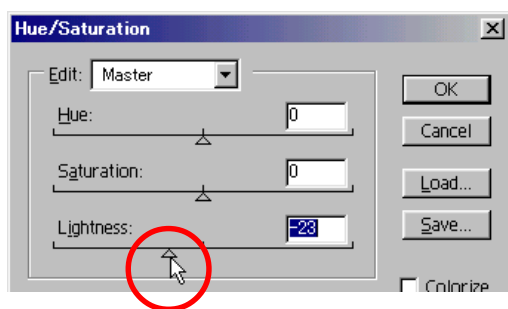 Hue/Saturation
Edit: Master
OK
Hue: 0
Cancel
Saturation: 0
Load...
Lightness: -23
Save...
Colorize